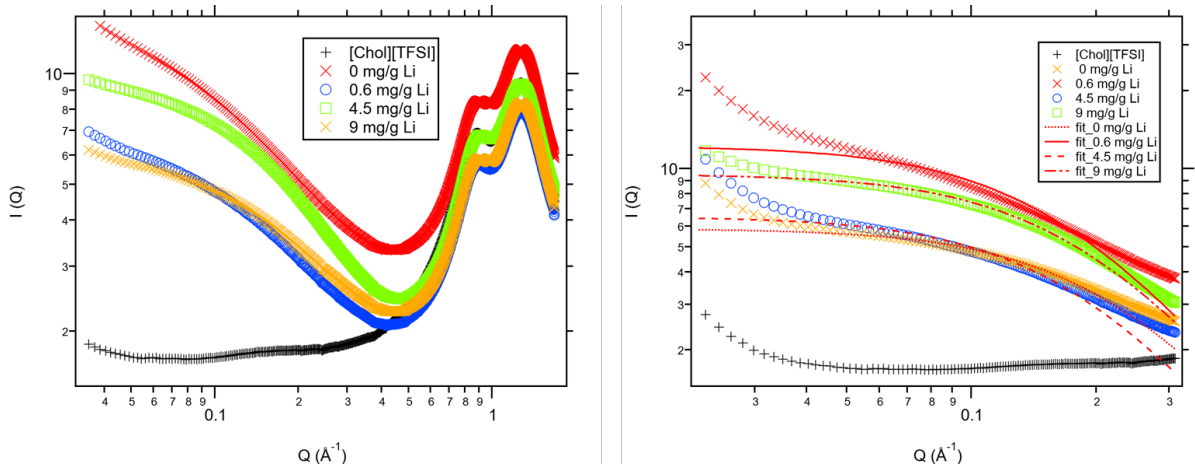 10
9
8
7
6
5
4
3
2
I (Q)
[Chol][TFSI]
0 mg/g Li
0.6 mg/g Li
4.5 mg/g Li
9 mg/g Li
4 5 6 7 8 9 0.1 2 3 4 5 6 7 8 9 1
Q (Å-1)
3
2
10
9
8
7
6
5
4
3
2
I (Q)
[Chol][TFSI]
0 mg/g Li
0.6 mg/g Li
4.5 mg/g Li
9 mg/g Li
fit_0 mg/g Li
fit_0.6 mg/g Li
fit_4.5 mg/g Li
fit_9 mg/g Li
3 4 5 6 7 8 9 0.1 2 3
Q (Å-1)